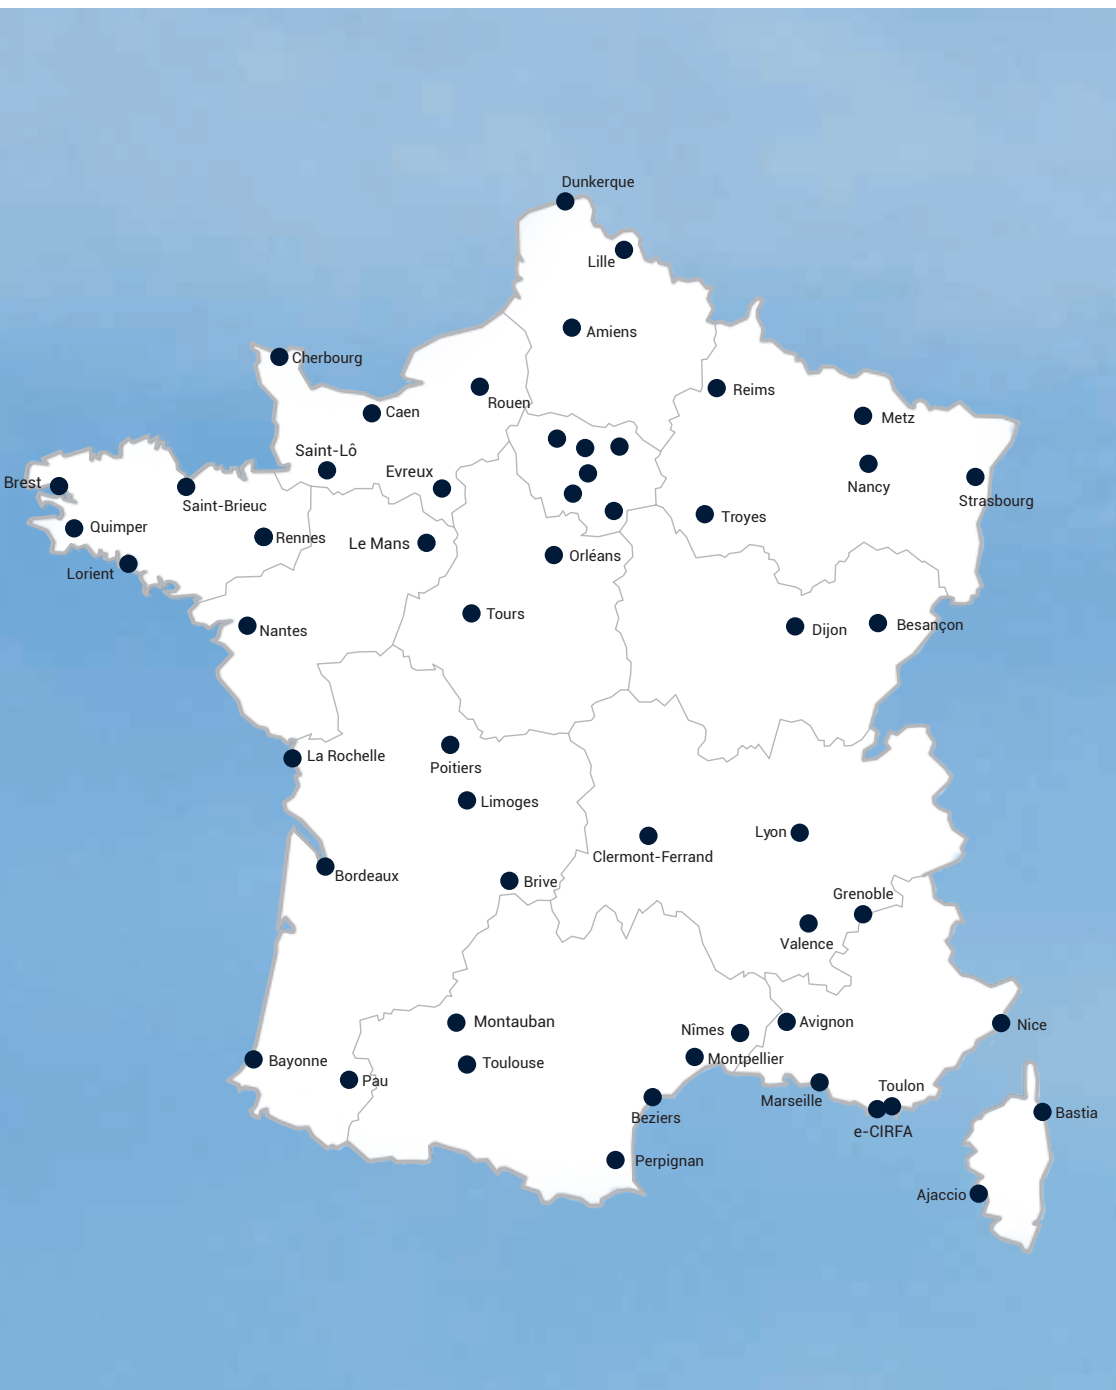 Dunkerque
Lille
Amiens
Cherbourg
Reims
Rouen
Caen
Metz
Saint-Lô
Evreux
Brest
Nancy
Strasbourg
Saint-Brieuc
Troyes
Quimper
Rennes
Le Mans
Orléans
Lorient
Tours
Nantes
Dijon
Besançon
La Rochelle
Poitiers
Limoges
Lyon
Clermont-Ferrand
Bordeaux
Brive
Grenoble
Valence
Montauban
Avignon
Nîmes
Nice
Bayonne
Toulouse
Montpellier
Pau
Toulon
Marseille
Bastia
Beziers
e-CIRFA
Perpignan
Ajaccio